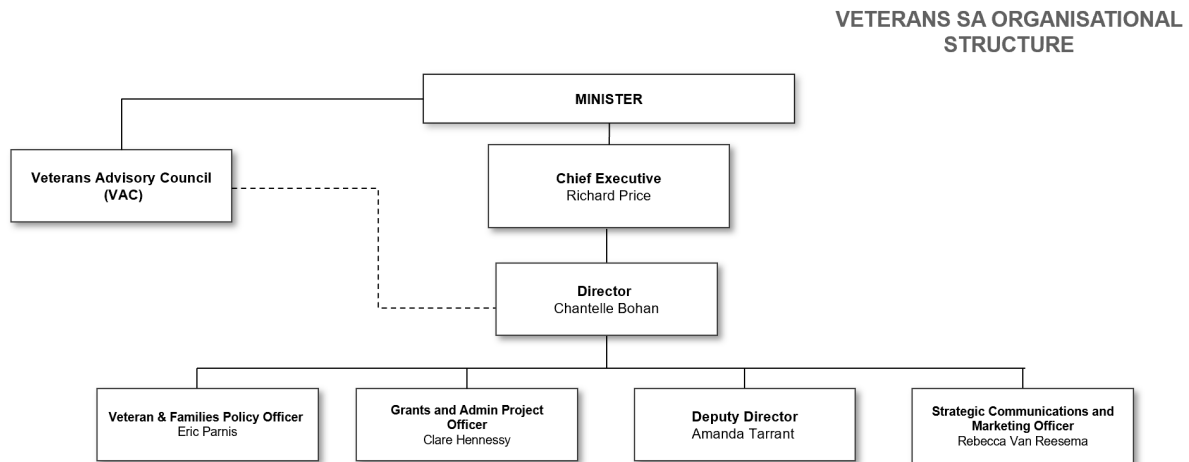 VETERANS SA ORGANISATIONAL
STRUCTURE
MINISTER
Veterans Advisory Council
(VAC)
Chief Executive
Richard Price
Director
Chantelle Bohan
Veteran & Families Policy Officer
Eric Parnis
Grants and Admin Project
Officer
Clare Hennessy
Deputy Director
Amanda Tarrant
Strategic Communications and
Marketing Officer
Rebecca Van Reesema